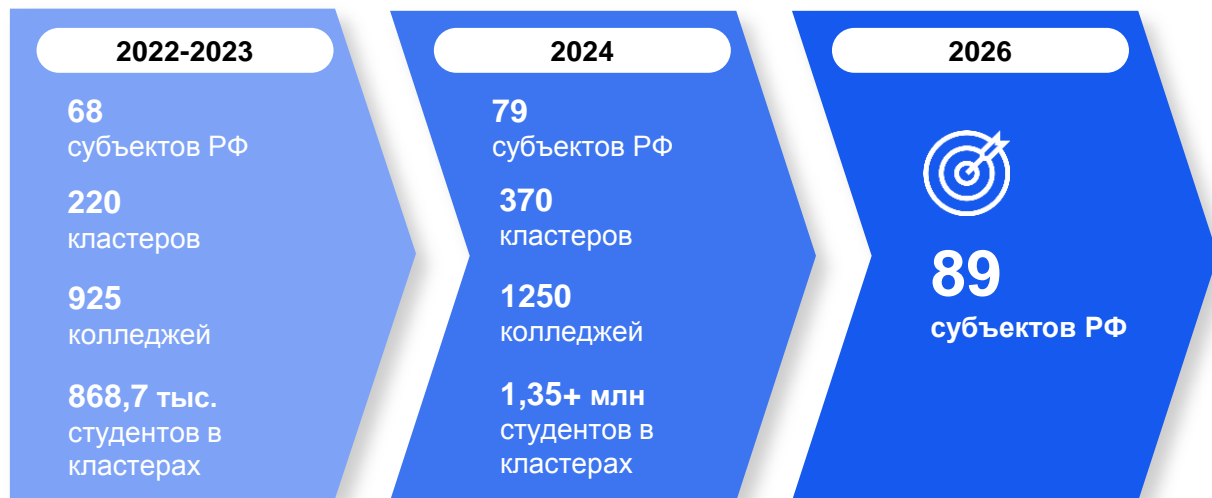 2022-2023
68
субъектов РФ
220
кластеров
925
колледжей
868,7 тыс.
студентов в
кластерах
2024
79
субъектов РФ
370
кластеров
1250
колледжей
1,35+ млн
студентов в
кластерах
2026
89
субъектов РФ